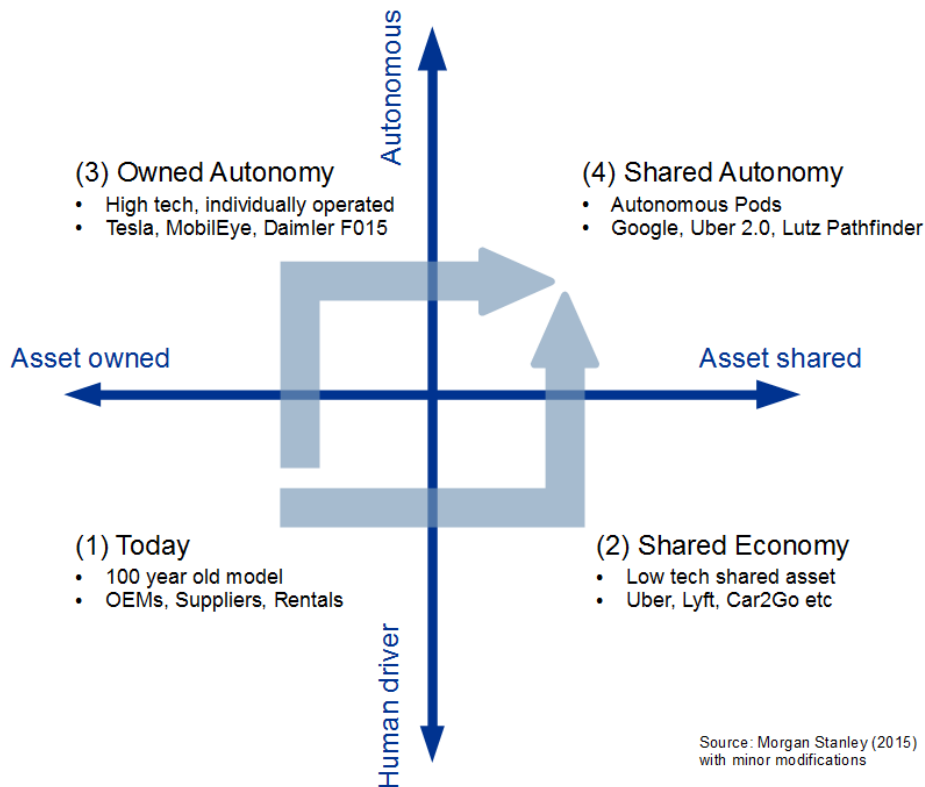 Autonomous
(3) Owned Autonomy
• High tech, individually operated
• Tesla, MobilEye, Daimler F015
(4) Shared Autonomy
• Autonomous Pods
• Google, Uber 2.0, Lutz Pathfinder
Asset owned
Asset shared
(1) Today
• 100 year old model
• OEMs, Suppliers, Rentals
(2) Shared Economy
• Low tech shared asset
• Uber, Lyft, Car2Go etc
Human driver
Source: Morgan Stanley (2015)
with minor modifications